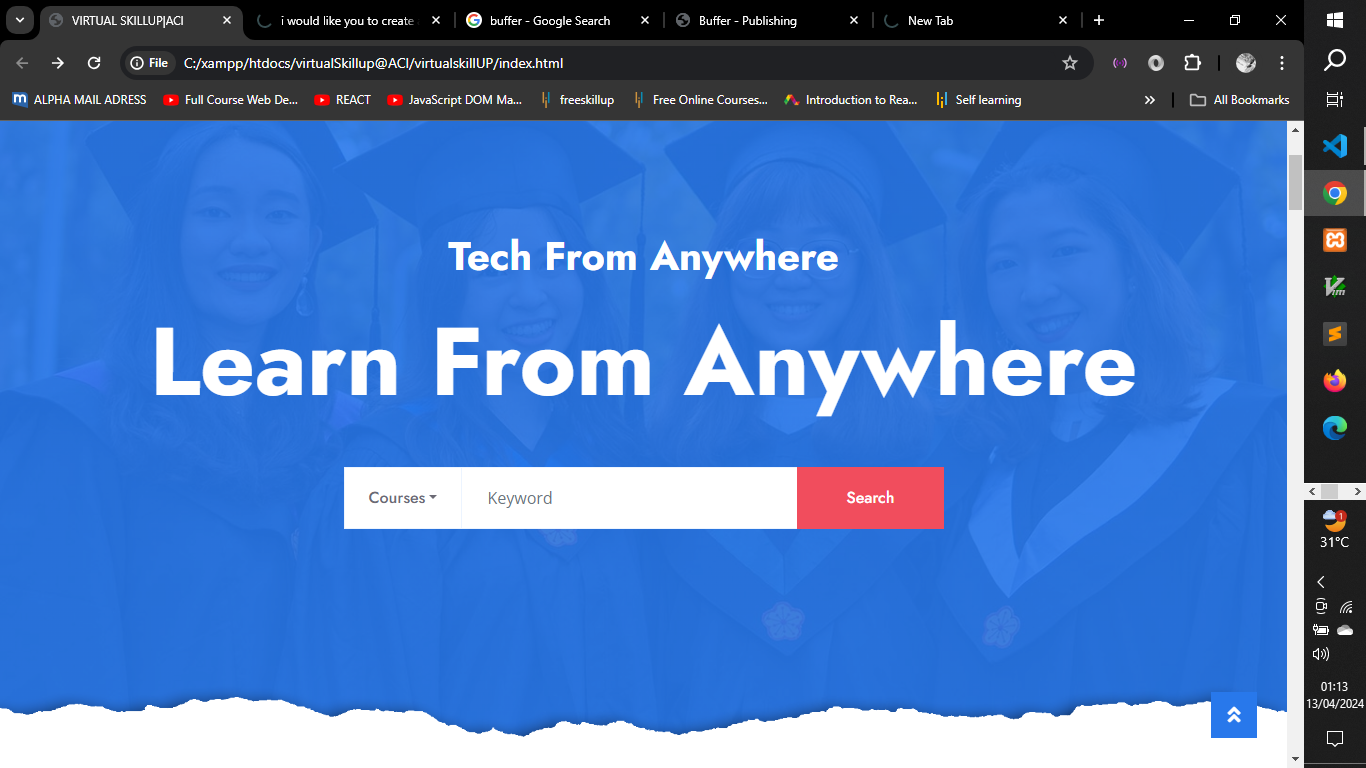 VIRTUAL SKILLUP|ACI
i would like you to create
buffer - Google Search
Buffer - Publishing
New Tab
File
C:/xampp/htdocs/virtualSkillup@ACI/virtualskillUP/index.html
ALPHA MAIL ADRESS
Full Course Web De...
REACT
JavaScript DOM Ma...
freeskillup
Free Online Courses...
Introduction to Rea...
Self learning
All Bookmarks
Tech From Anywhere
Learn From Anywhere
Courses
Keyword
Search
1
31°C
01:13
13/04/2024